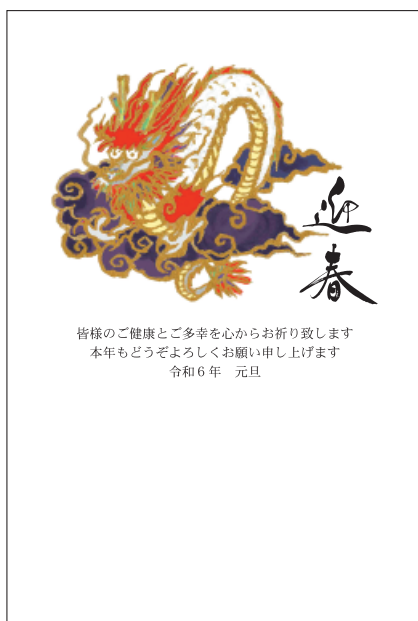 迎春
皆様のご健康とご多幸を心からお祈り致します
本年もどうぞよろしくお願い申し上げます
令和６年　元旦